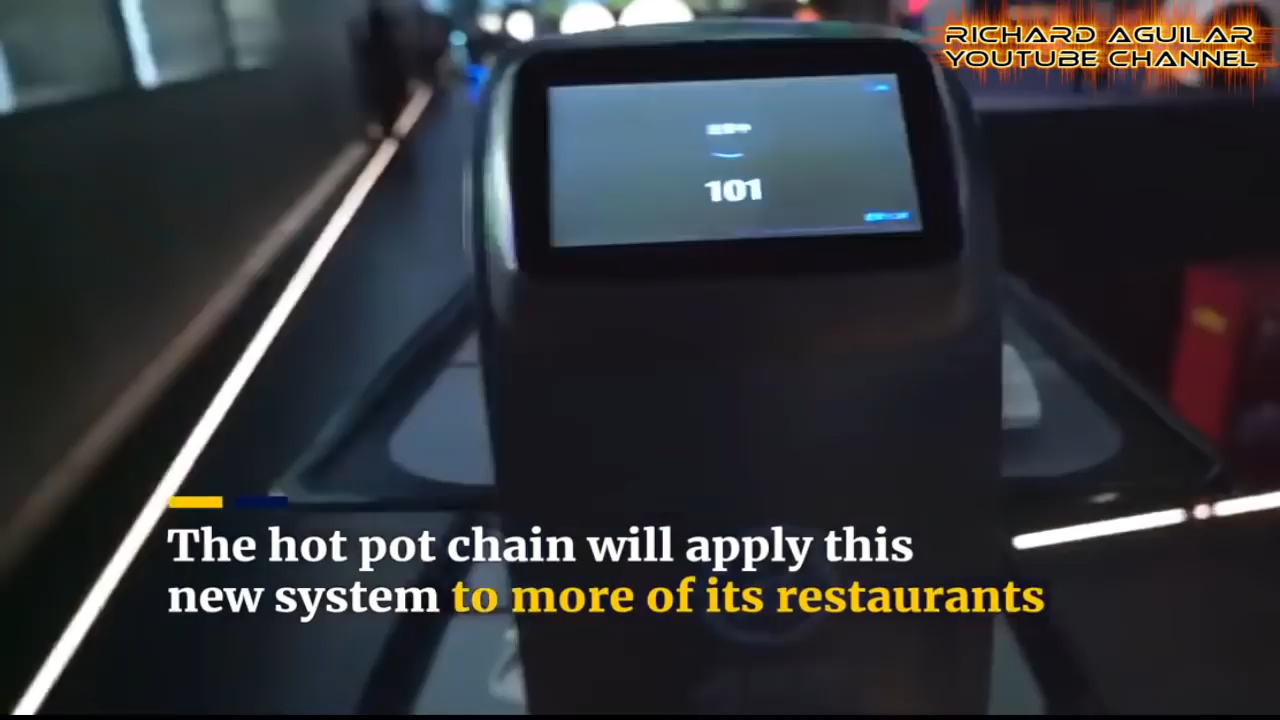 RICHARD AGUILAR
YOUTUBE CHANNEL
101
The hot pot chain will apply this
new system to more of its restaurants